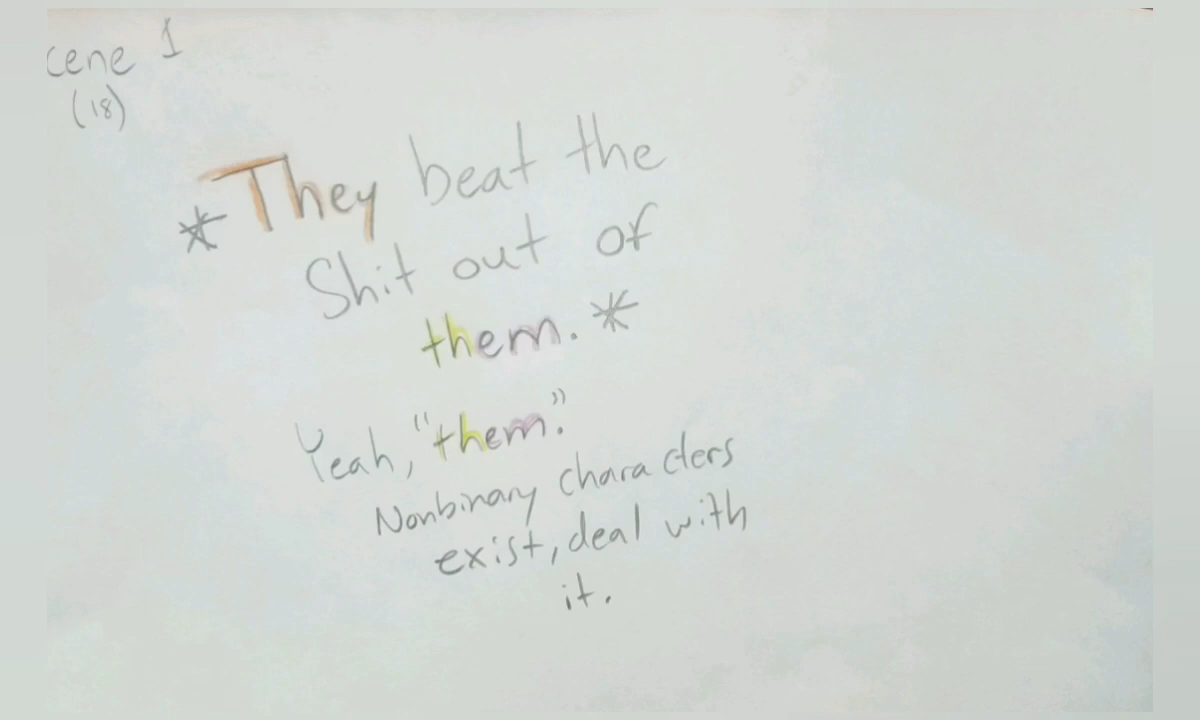 cene 1
(18)
*They beat the
Shit out of
them.*
Yeah, "them."
Nonbinary characters
exist, deal with
it.